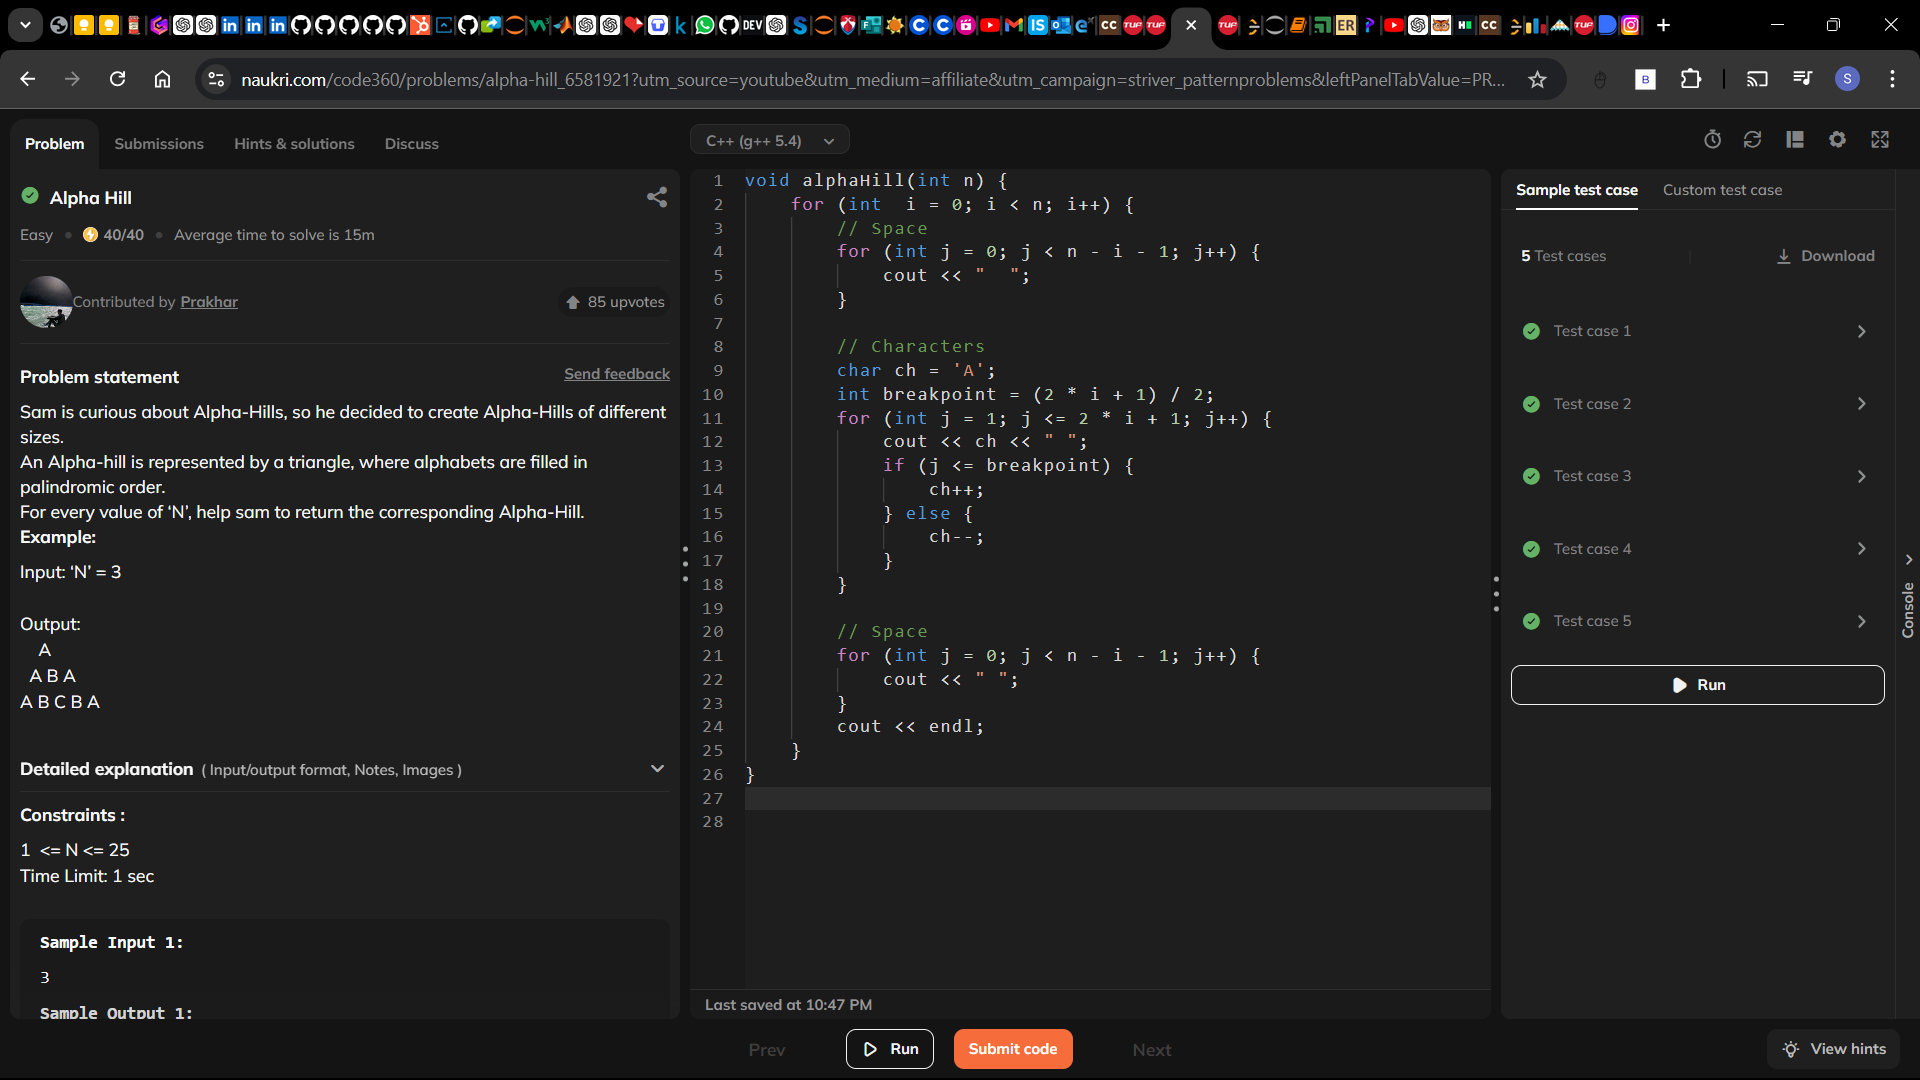 naukri.com/code360/problems/alpha-hill_6581921?utm_source=youtube&utm_medium=affiliate&utm_campaign=striver_patternproblems&leftPanelTabValue=PR...
Problem
Submissions
Hints & solutions
Discuss
Alpha Hill
Easy • 40/40 • Average time to solve is 15m
Contributed by Prakhar
85 upvotes
Problem statement
Send feedback
Sam is curious about Alpha-Hills, so he decided to create Alpha-Hills of different
sizes.
An Alpha-hill is represented by a triangle, where alphabets are filled in
palindromic order.
For every value of ‘N’, help sam to return the corresponding Alpha-Hill.
Example:
Input: ‘N’ = 3
Output:
A
A B A
A B C B A
Detailed explanation ( Input/output format, Notes, Images )
Constraints :
1 <= N <= 25
Time Limit: 1 sec
Sample Input 1:
3
Sample Output 1:
C++ (g++ 5.4)
1 void alphaHill(int n) {
2     for (int  i = 0; i < n; i++) {
3         // Space
4         for (int j = 0; j < n - i - 1; j++) {
5             cout << "  ";
6         }
7
8         // Characters
9         char ch = 'A';
10         int breakpoint = (2 * i + 1) / 2;
11         for (int j = 1; j <= 2 * i + 1; j++) {
12             cout << ch << " ";
13             if (j <= breakpoint) {
14                 ch++;
15             } else {
16                 ch--;
17             }
18         }
19
20         // Space
21         for (int j = 0; j < n - i - 1; j++) {
22             cout << " ";
23         }
24         cout << endl;
25     }
26 }
27
28
Last saved at 10:47 PM
Sample test case
Custom test case
5 Test cases
Download
Test case 1
Test case 2
Test case 3
Test case 4
Test case 5
Run
Console
Prev
Run
Submit code
Next
View hints